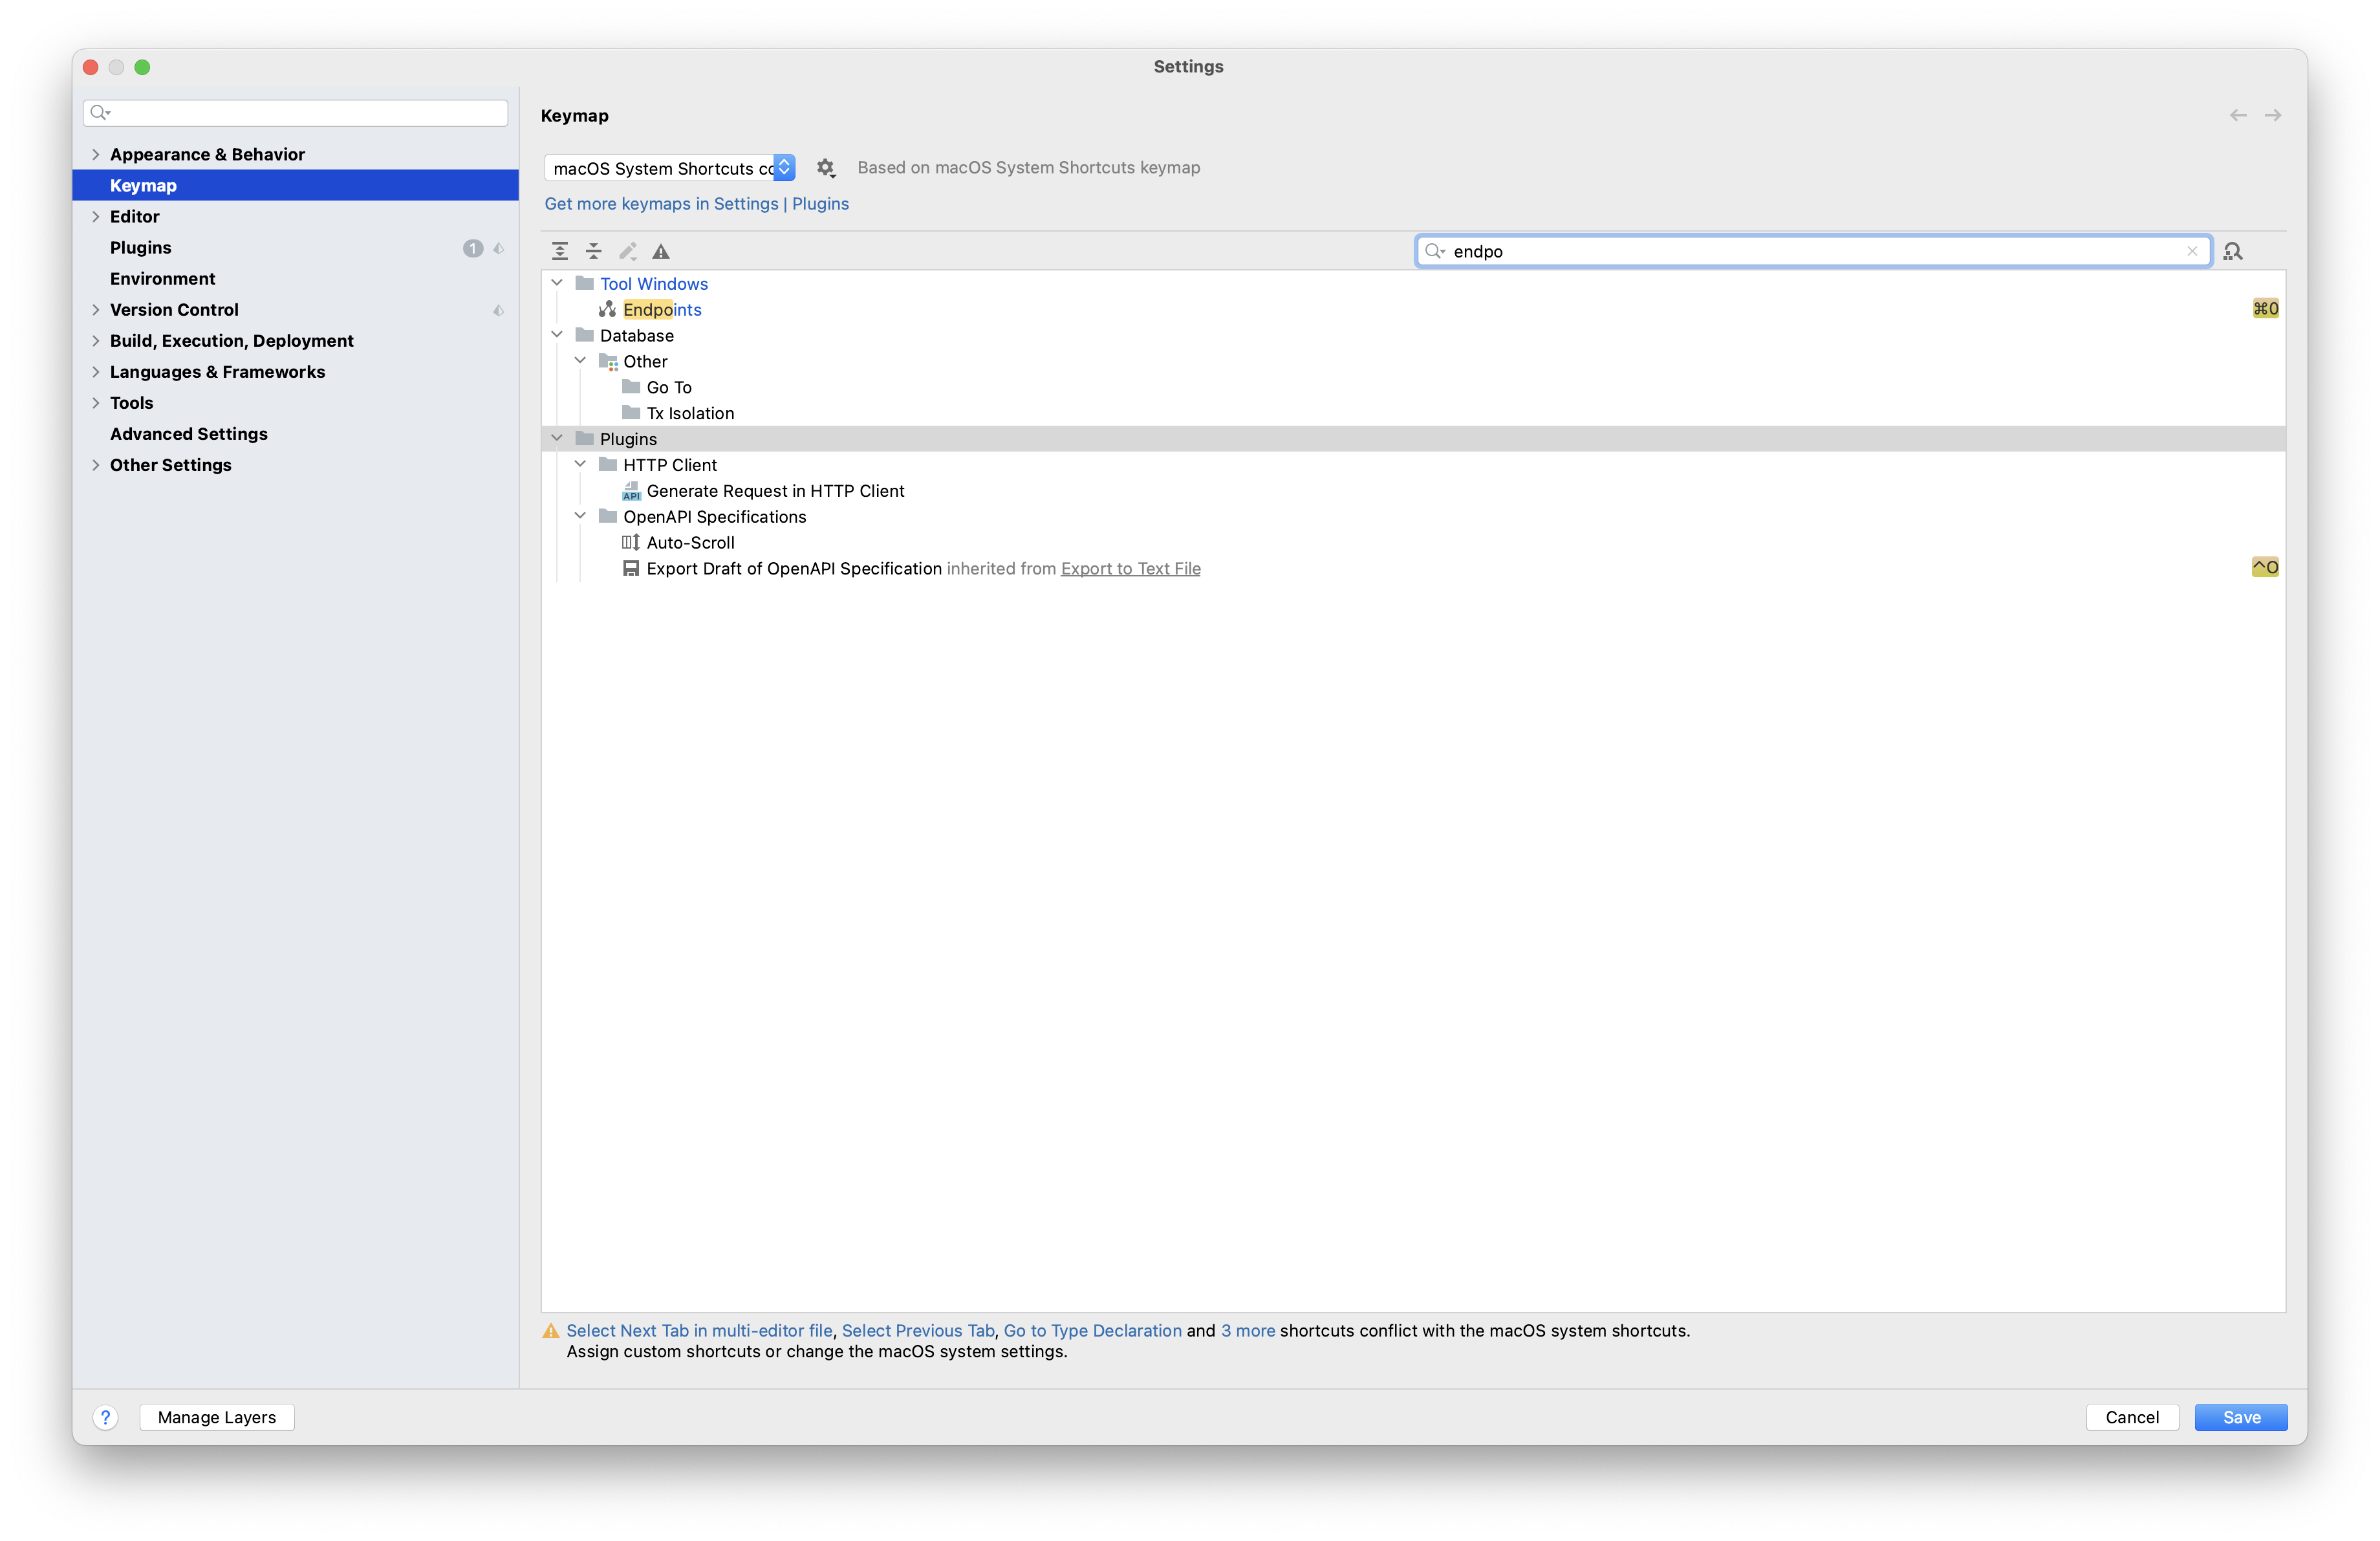 Settings
Appearance & Behavior
Keymap
Editor
Plugins
1
Environment
Version Control
Build, Execution, Deployment
Languages & Frameworks
Tools
Advanced Settings
Other Settings
Keymap
macOS System Shortcuts co
Based on macOS System Shortcuts keymap
Get more keymaps in Settings | Plugins
endpo
Tool Windows
Endpoints ⌘0
Database
Other
Go To
Tx Isolation
Plugins
HTTP Client
API Generate Request in HTTP Client
OpenAPI Specifications
Auto-Scroll
Export Draft of OpenAPI Specification inherited from Export to Text File ^O
Select Next Tab in multi-editor file, Select Previous Tab, Go to Type Declaration and 3 more shortcuts conflict with the macOS system shortcuts.
Assign custom shortcuts or change the macOS system settings.
? Manage Layers Cancel Save